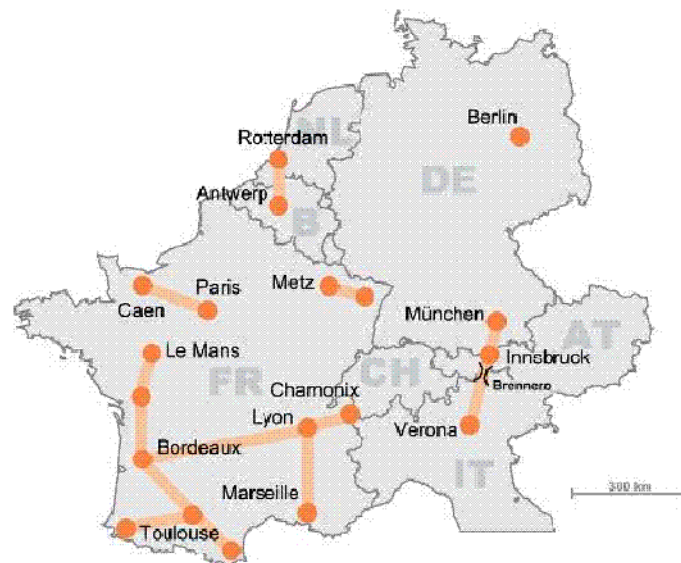 Berlin
NL
Rotterdam
DE
Antwerp
B
Metz
Paris
Caen
München
AT
Le Mans
Innsbruck
CH
FR
Brennero
Chamonix
Lyon
Verona
Bordeaux
IT
300 km
Marseille
Toulouse